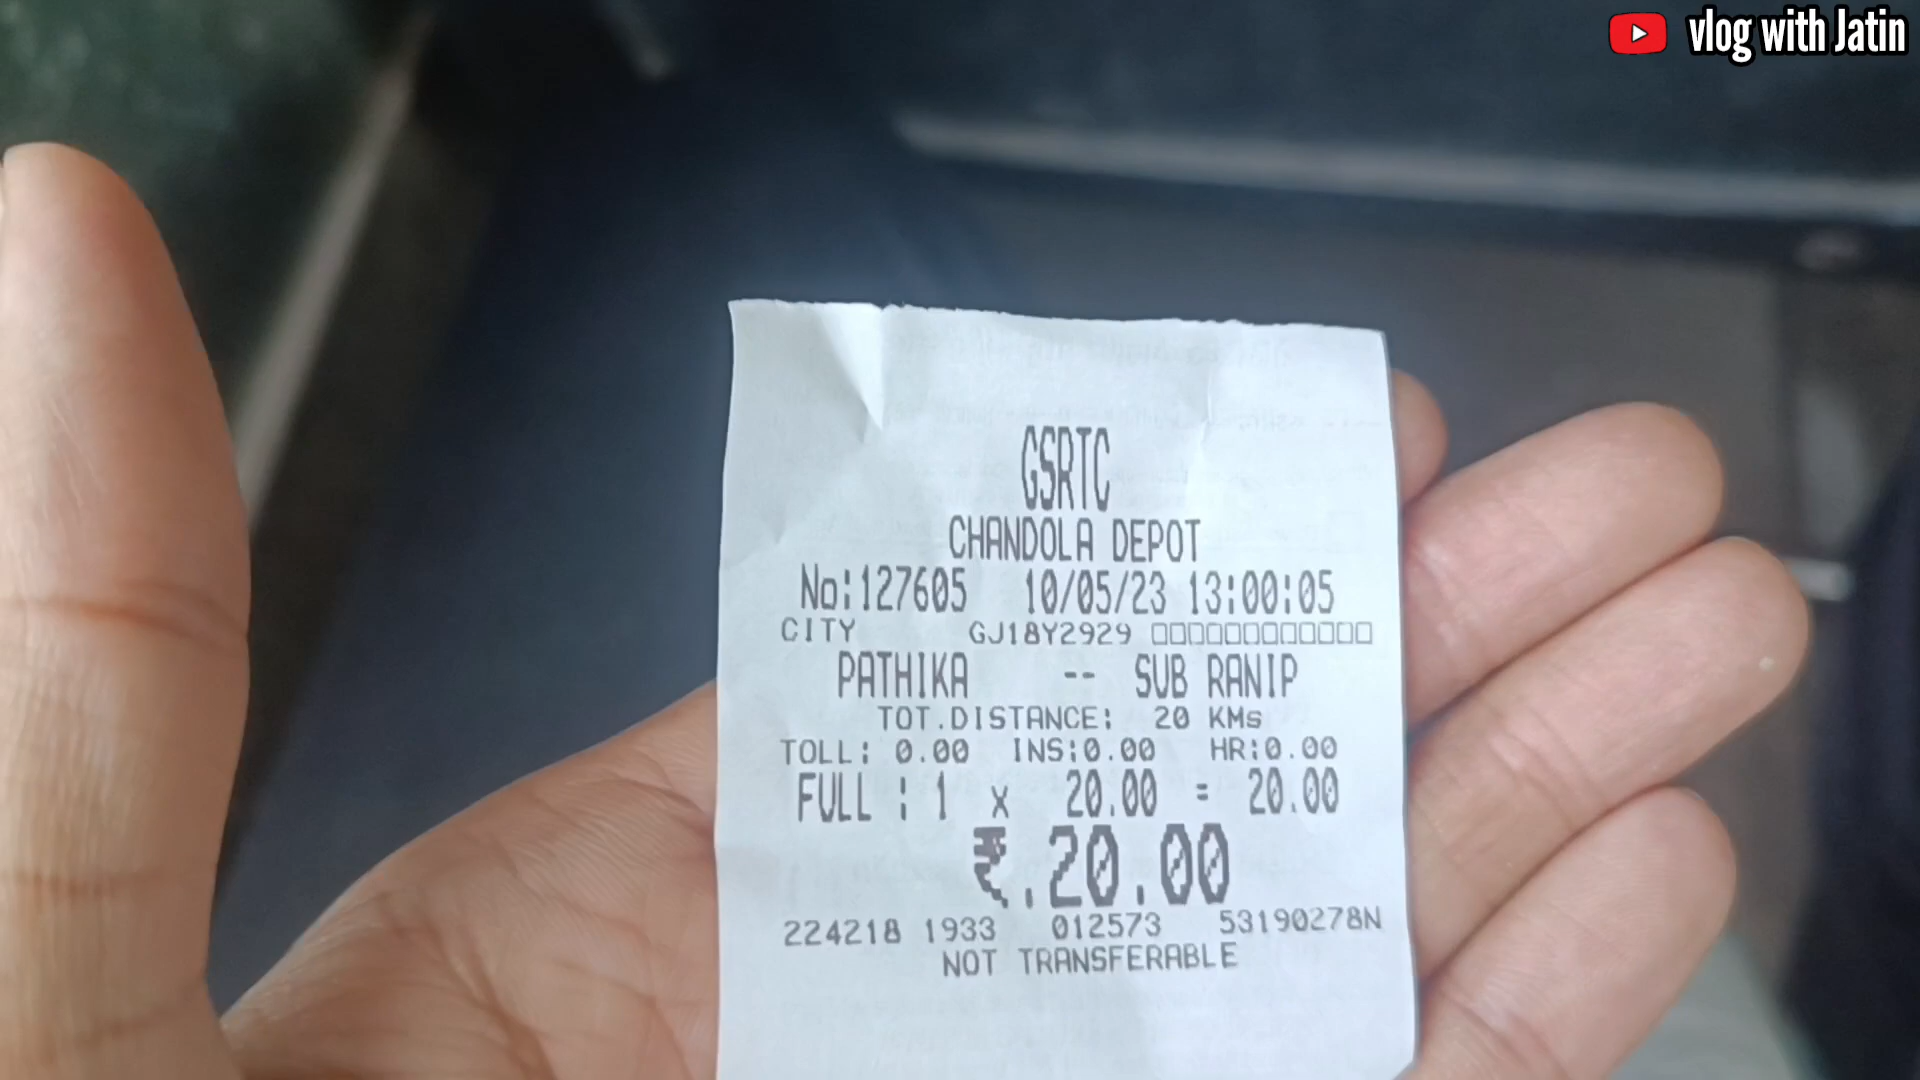 vlog with Jatin
GSRTC
CHANDOLA DEPOT
No:127605 10/05/23 13:00:05
CITY GJ18Y2929 □□□□□□□□□□□□
PATHIKA -- SUB RANIP
TOT.DISTANCE: 20 KMs
TOLL: 0.00 INS:0.00 HR:0.00
FULL : 1 x 20.00 = 20.00
₹.20.00
224218 1933 012573 53190278N
NOT TRANSFERABLE